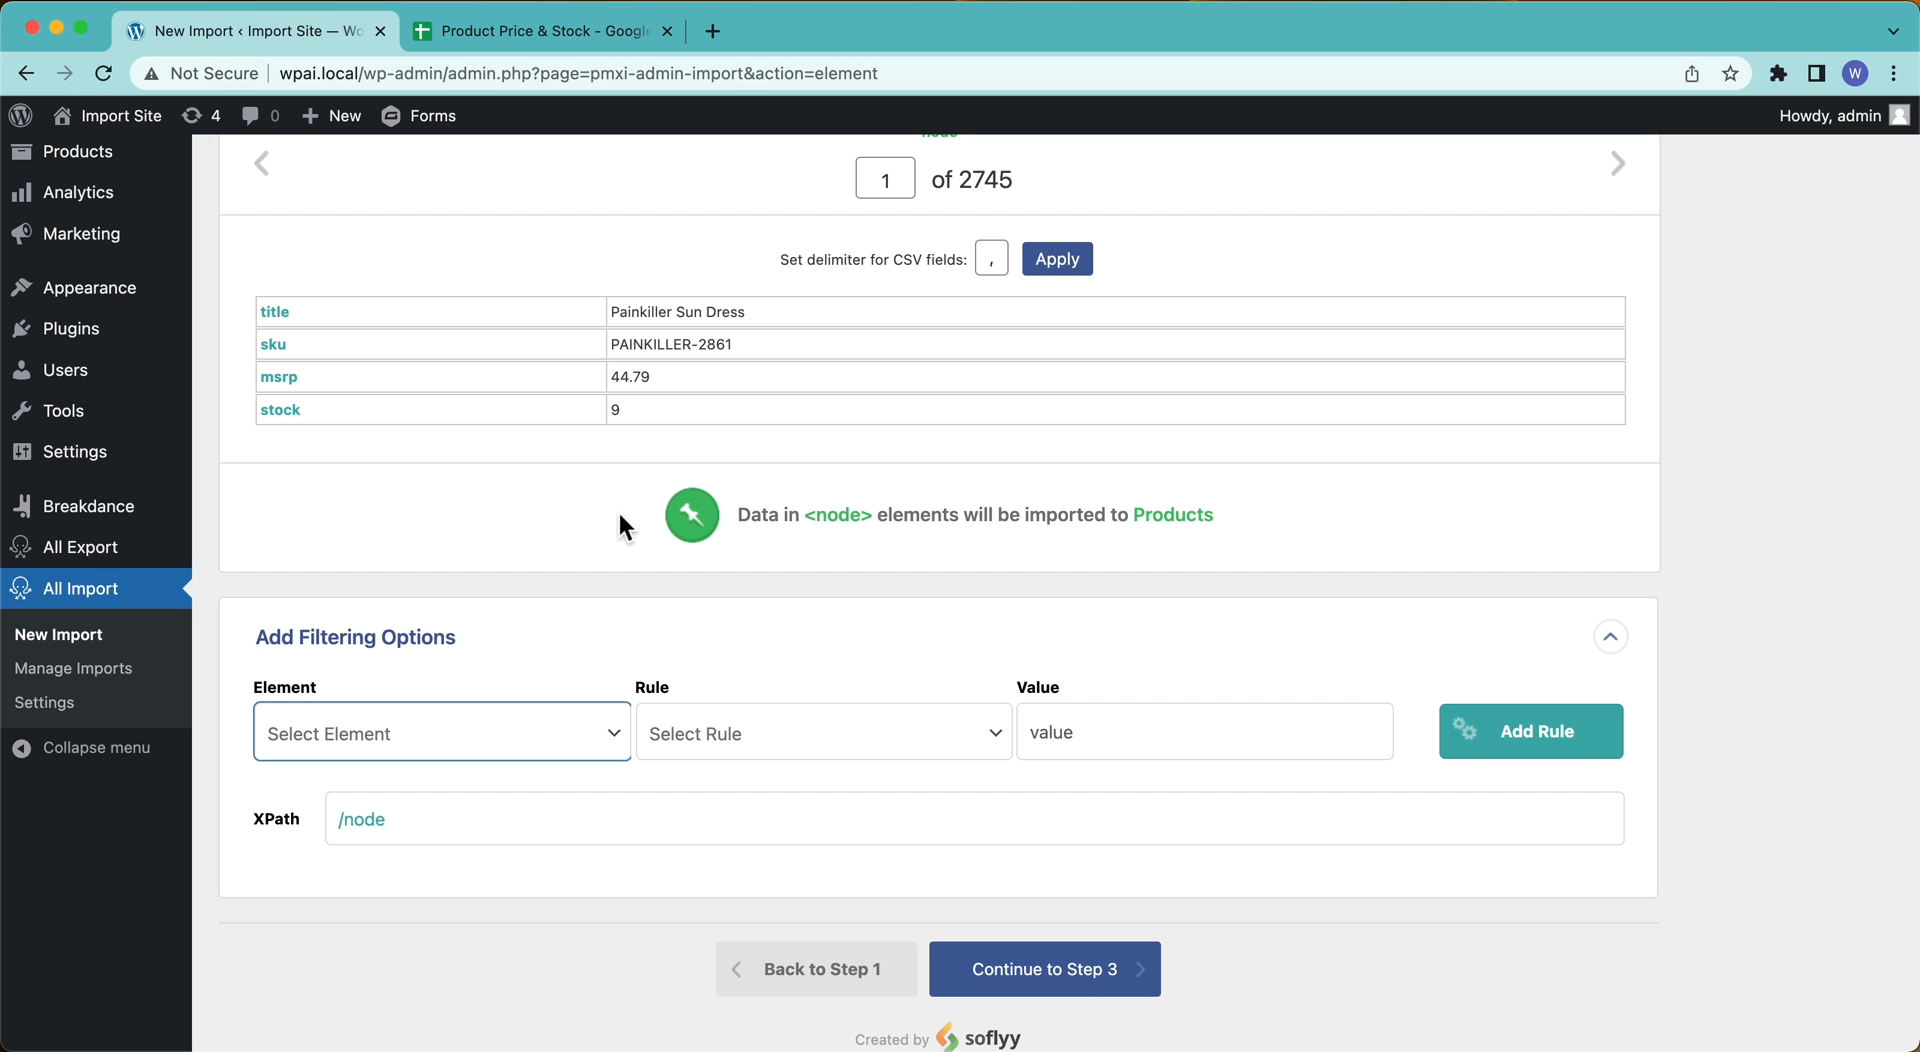 New Import ‹ Import Site — Wo
Product Price & Stock - Google
Not Secure
wpai.local/wp-admin/admin.php?page=pmxi-admin-import&action=element
W
Import Site
4
0
New
Forms
Howdy, admin
Products
Analytics
Marketing
Appearance
Plugins
Users
Tools
Settings
Breakdance
All Export
All Import
New Import
Manage Imports
Settings
Collapse menu
node
1 of 2745
Set delimiter for CSV fields: , Apply
title Painkiller Sun Dress
sku PAINKILLER-2861
msrp 44.79
stock 9
Data in <node> elements will be imported to Products
Add Filtering Options
Element Rule Value
Select Element Select Rule value Add Rule
XPath /node
Back to Step 1 Continue to Step 3
Created by soflyy